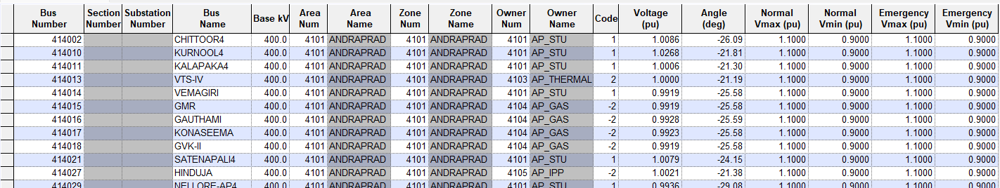 Bus Number Section Number Substation Number Bus Name Base kV Area Num Area Name Zone Num Zone Name Owner Num Owner Name Code Voltage (pu) Angle (deg) Normal Vmax (pu) Normal Vmin (pu) Emergency Vmax (pu) Emergency Vmin (pu)
414002 CHITTOOR4 400.0 4101 ANDRAPRAD 4101 ANDRAPRAD 4101 AP_STU 1 1.0086 -26.09 1.1000 0.9000 1.1000 0.9000
414010 KURNOOL4 400.0 4101 ANDRAPRAD 4101 ANDRAPRAD 4101 AP_STU 1 1.0268 -21.81 1.1000 0.9000 1.1000 0.9000
414011 KALAPAKA4 400.0 4101 ANDRAPRAD 4101 ANDRAPRAD 4101 AP_STU 1 1.0006 -21.30 1.1000 0.9000 1.1000 0.9000
414013 VTS-IV 400.0 4101 ANDRAPRAD 4101 ANDRAPRAD 4103 AP_THERMAL 2 1.0000 -21.19 1.1000 0.9000 1.1000 0.9000
414014 VEMAGIRI 400.0 4101 ANDRAPRAD 4101 ANDRAPRAD 4101 AP_STU 1 0.9919 -25.58 1.1000 0.9000 1.1000 0.9000
414015 GMR 400.0 4101 ANDRAPRAD 4101 ANDRAPRAD 4104 AP_GAS -2 0.9919 -25.58 1.1000 0.9000 1.1000 0.9000
414016 GAUTHAMI 400.0 4101 ANDRAPRAD 4101 ANDRAPRAD 4104 AP_GAS -2 0.9928 -25.59 1.1000 0.9000 1.1000 0.9000
414017 KONASEEMA 400.0 4101 ANDRAPRAD 4101 ANDRAPRAD 4104 AP_GAS -2 0.9923 -25.58 1.1000 0.9000 1.1000 0.9000
414018 GVK-II 400.0 4101 ANDRAPRAD 4101 ANDRAPRAD 4104 AP_GAS -2 0.9919 -25.58 1.1000 0.9000 1.1000 0.9000
414021 SATENAPALI4 400.0 4101 ANDRAPRAD 4101 ANDRAPRAD 4101 AP_STU 1 1.0079 -24.15 1.1000 0.9000 1.1000 0.9000
414027 HINDUJA 400.0 4101 ANDRAPRAD 4101 ANDRAPRAD 4105 AP_IPP -2 1.0021 -21.38 1.1000 0.9000 1.1000 0.9000
414029 NELLORE-AP4 400.0 4101 ANDRAPRAD 4101 ANDRAPRAD 4101 AP_STU 1 0.9936 -29.08 1.1000 0.9000 1.1000 0.9000